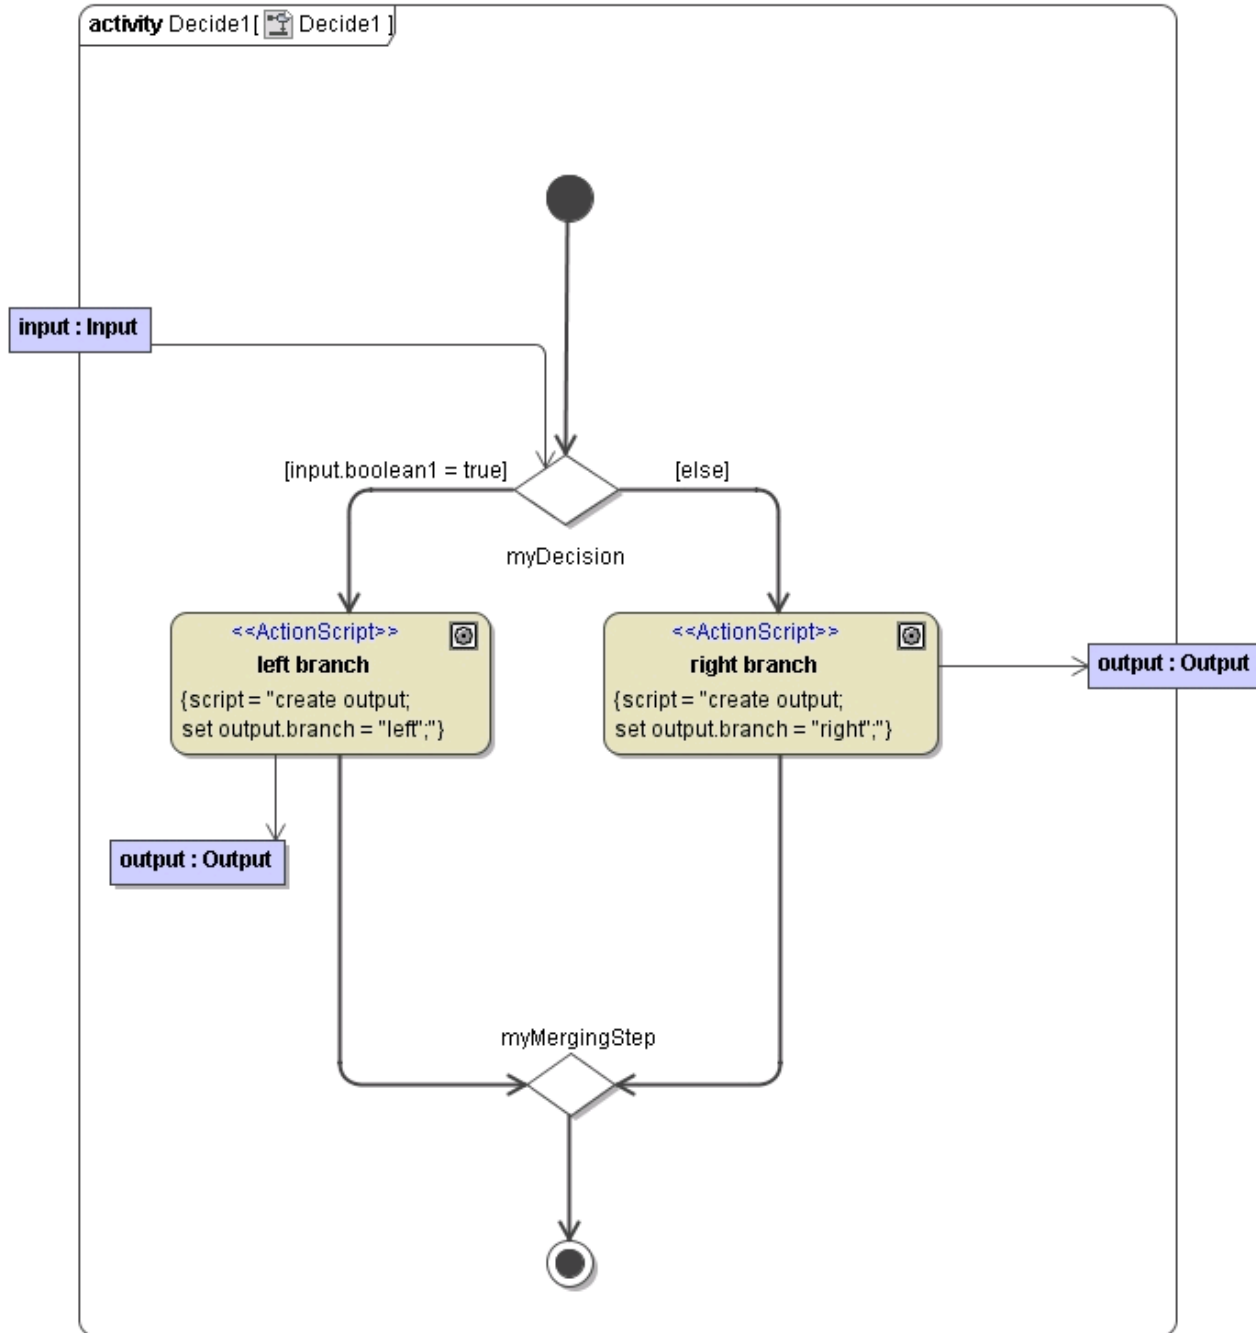 activity Decide1[ Decide1 ]
input : Input
[input.boolean1 = true]
[else]
myDecision
<<ActionScript>>
left branch
{script = "create output;
set output.branch = "left";"}
<<ActionScript>>
right branch
{script = "create output;
set output.branch = "right";"}
output : Output
output : Output
myMergingStep